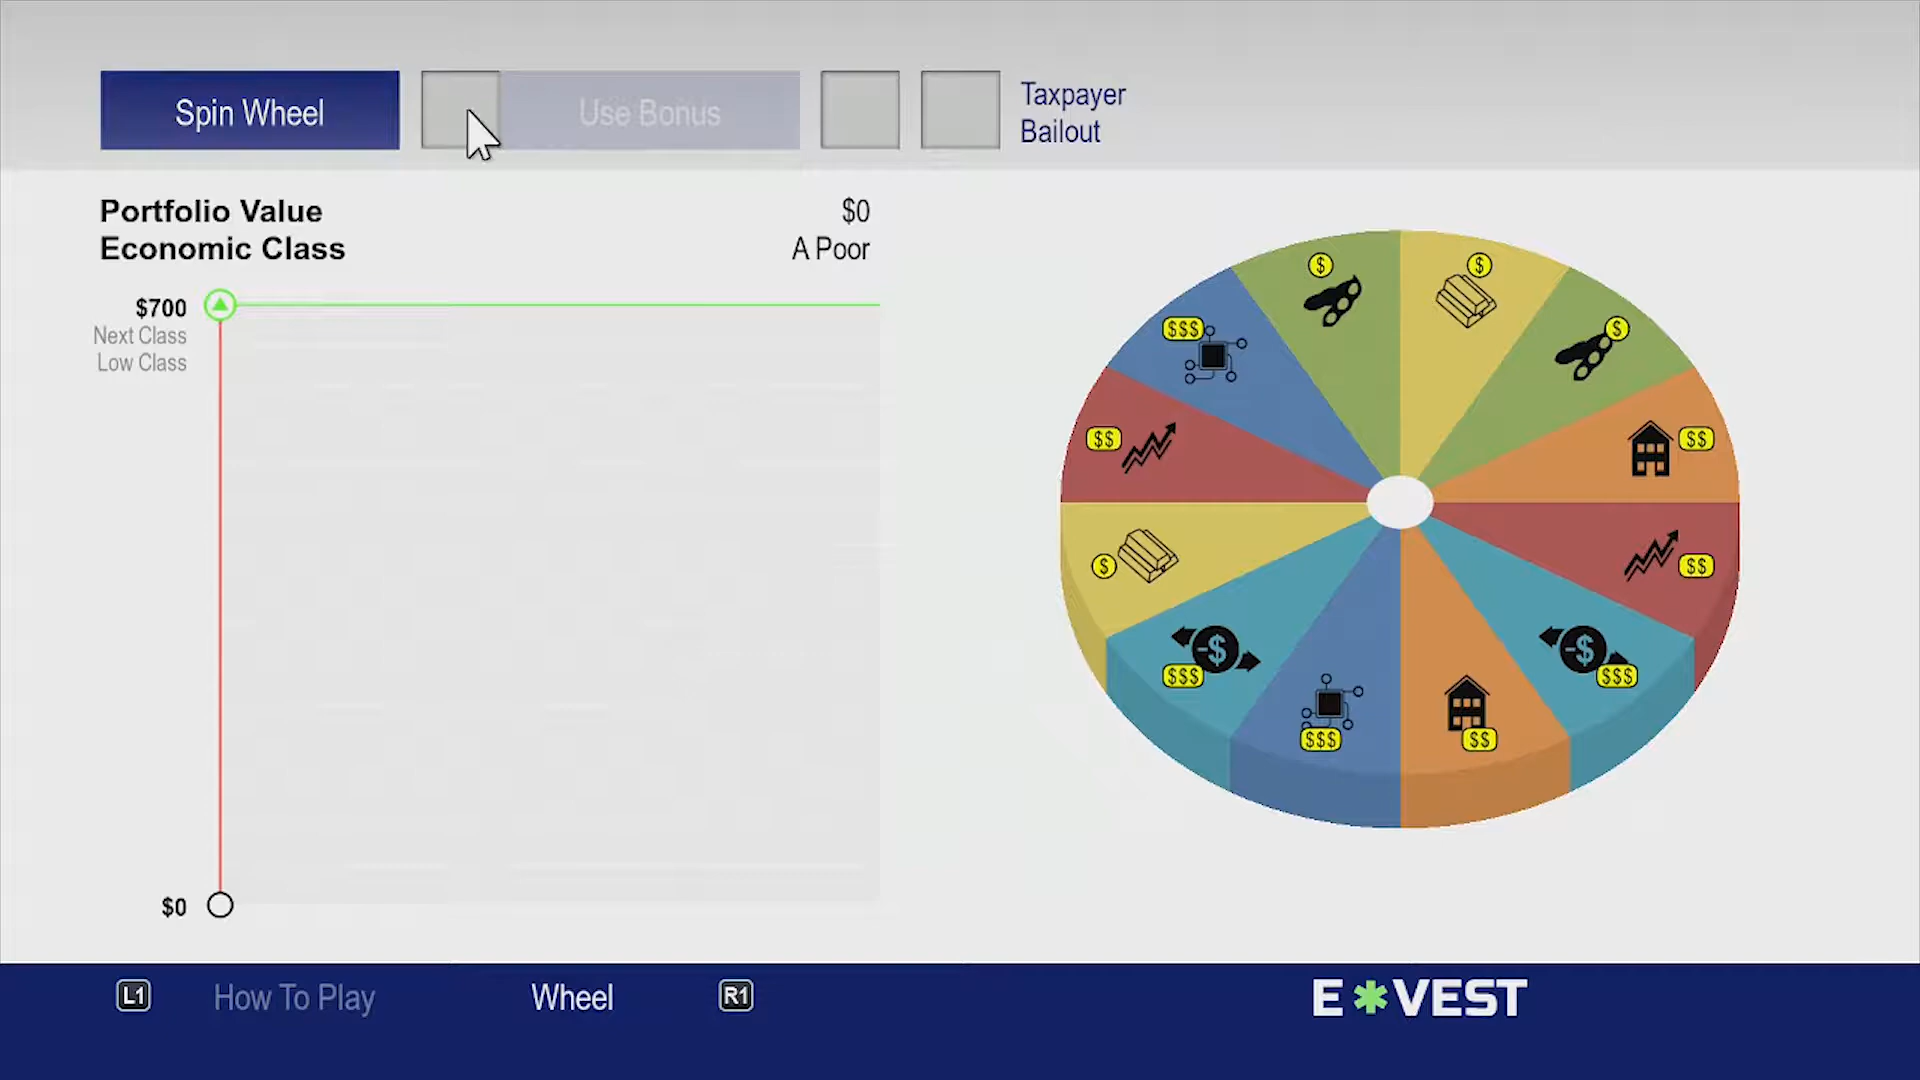 Spin Wheel
Use Bonus
Taxpayer
Bailout
Portfolio Value
$0
Economic Class
A Poor
$700
Next Class
Low Class
$0
$
$
$$$
$
$$
$$
$
$$
-$
-$
$$$
$$$
$$$
$$
L1
How To Play
Wheel
R1
E*VEST